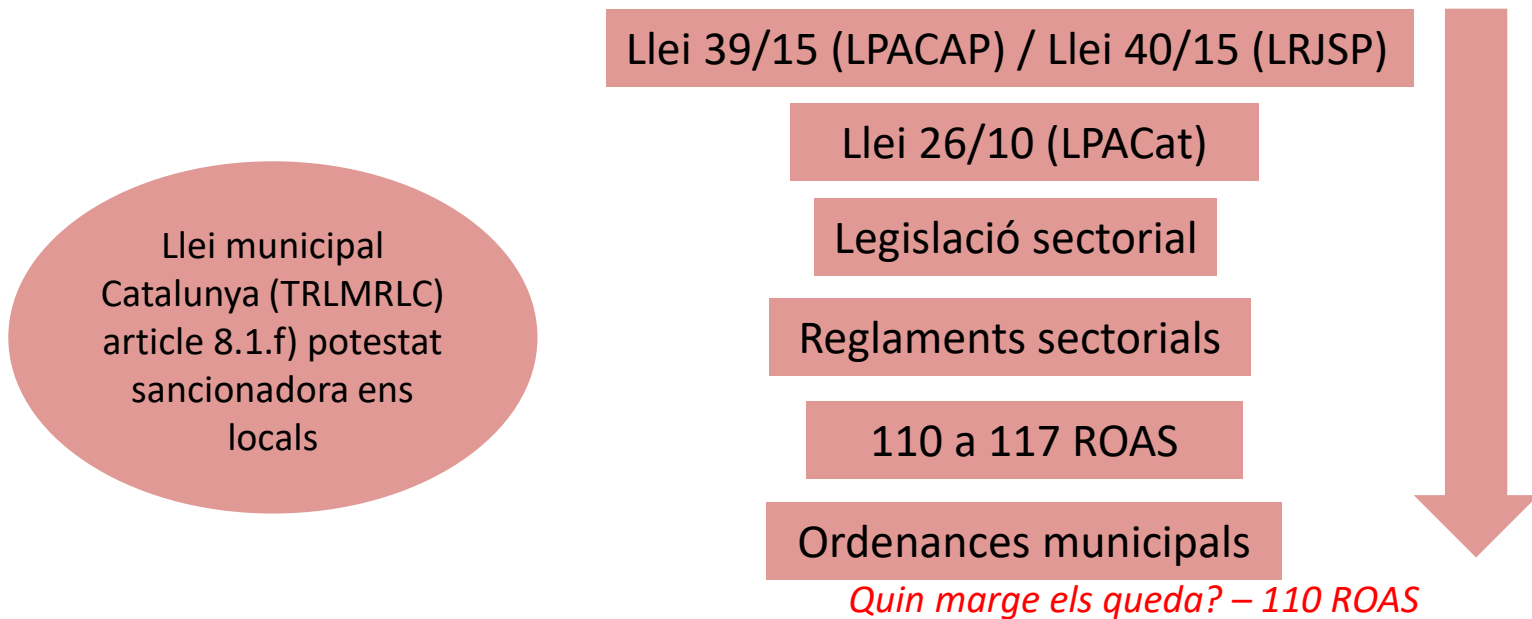 Llei 39/15 (LPACAP) / Llei 40/15 (LRJSP)
Llei 26/10 (LPACat)
Legislació sectorial
Reglaments sectorials
110 a 117 ROAS
Ordenances municipals
Quin marge els queda? – 110 ROAS
Llei municipal
Catalunya (TRLMRLC)
article 8.1.f) potestat
sancionadora ens
locals